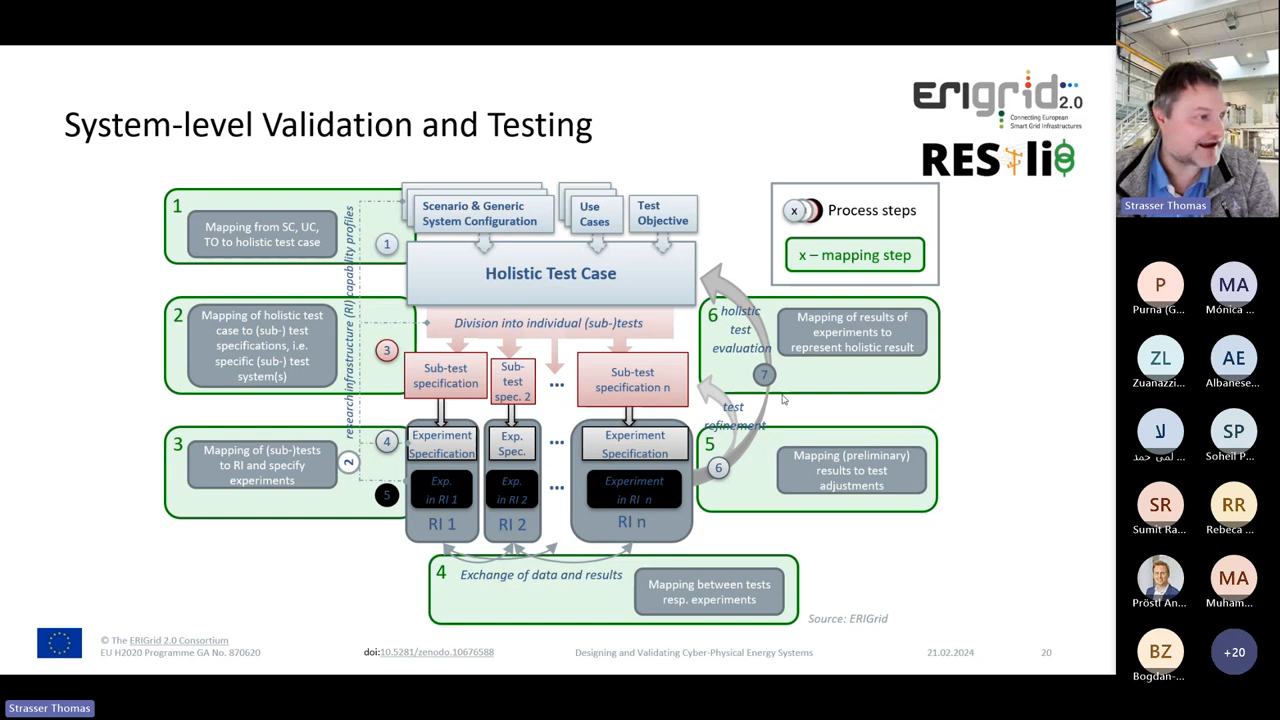 System-level Validation and Testing
ERIgrid 2.0
Connecting European
Smart Grid Infrastructures
RESili8
1
Mapping from SC, UC,
TO to holistic test case
1
Scenario & Generic
System Configuration
Use
Cases
Test
Objective
Holistic Test Case
x
Process steps
x – mapping step
research infrastructure (RI) capability profiles
2
2
Mapping of holistic test
case to (sub-) test
specifications, i.e.
specific (sub-) test
system(s)
3
Division into individual (sub-)tests
Sub-test
specification
Sub-
test
spec. 2
...
Sub-test
specification n
6
holistic
test
evaluation
Mapping of results of
experiments to
represent holistic result
7
test
refinement
3
Mapping of (sub-)tests
to RI and specify
experiments
4
5
Experiment
Specification
Exp.
in RI 1
RI 1
Exp.
Spec.
Exp.
in RI 2
RI 2
...
...
Experiment
Specification
Experiment
in RI n
RI n
5
6
Mapping (preliminary)
results to test
adjustments
4
Exchange of data and results
Mapping between tests
resp. experiments
Source: ERIGrid
© The ERIGrid 2.0 Consortium
EU H2020 Programme GA No. 870620
doi:10.5281/zenodo.10676588
Designing and Validating Cyber-Physical Energy Systems
21.02.2024
20
Strasser Thomas
Strasser Thomas
P
Purna (G...
MA
Mónica ...
ZL
Zuanazzi...
AE
Albanese...
لا
لمى حمد ...
SP
Soheil P...
SR
Sumit Ra...
RR
Rebeca ...
Pröstl An...
MA
Muham...
BZ
Bogdan-...
+20